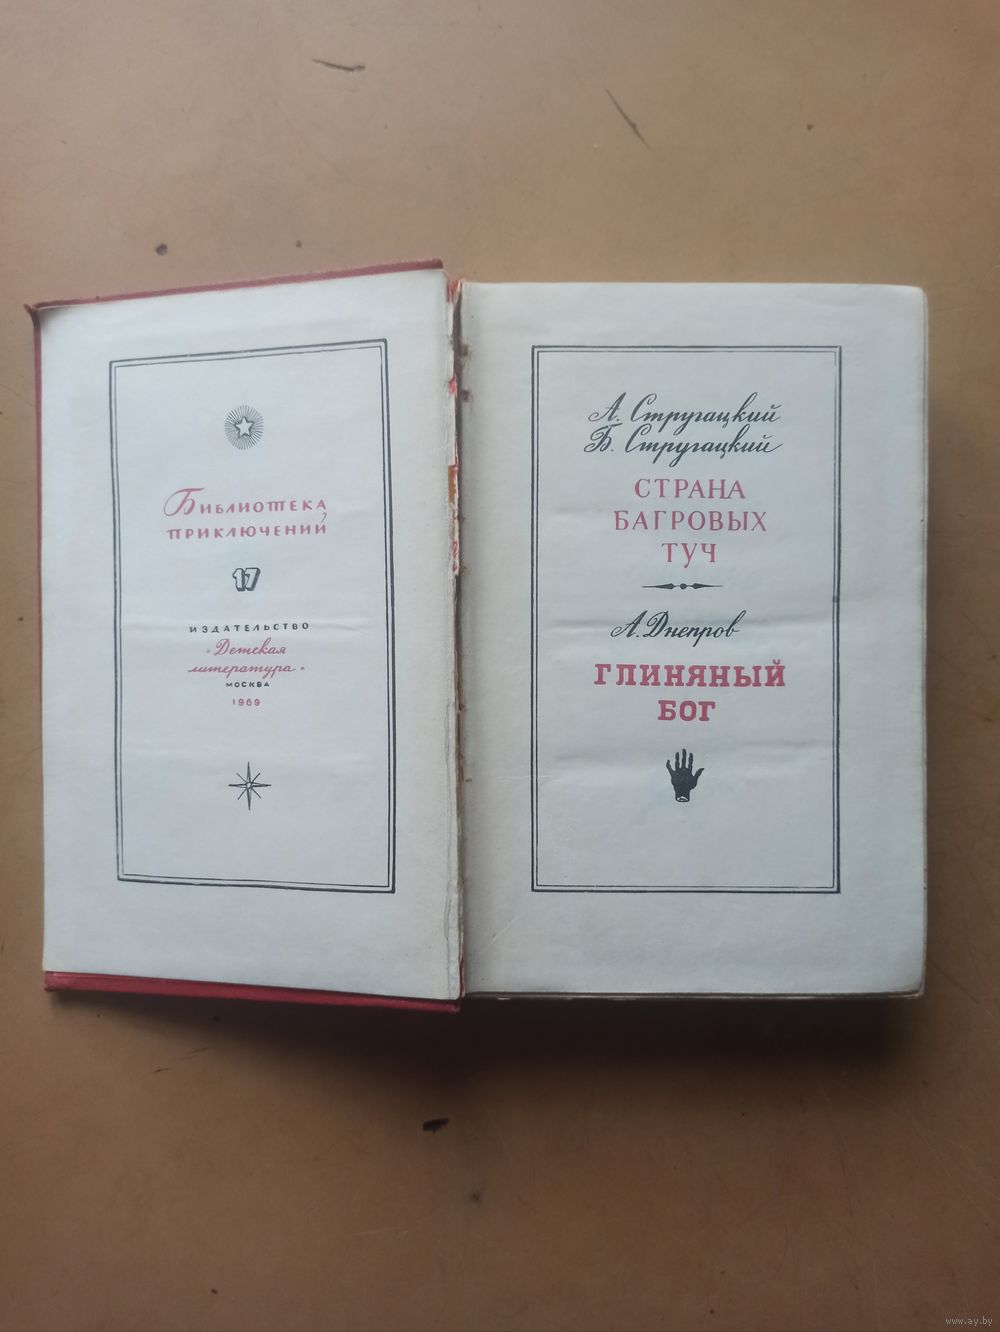 Библиотека
приключений
17
ИЗДАТЕЛЬСТВО
"Детская
литература"
МОСКВА
1969
А. Стругацкий
Б. Стругацкий
СТРАНА
БАГРОВЫХ
ТУЧ
А. Днепров
ГЛИНЯНЫЙ
БОГ
www.ay.by